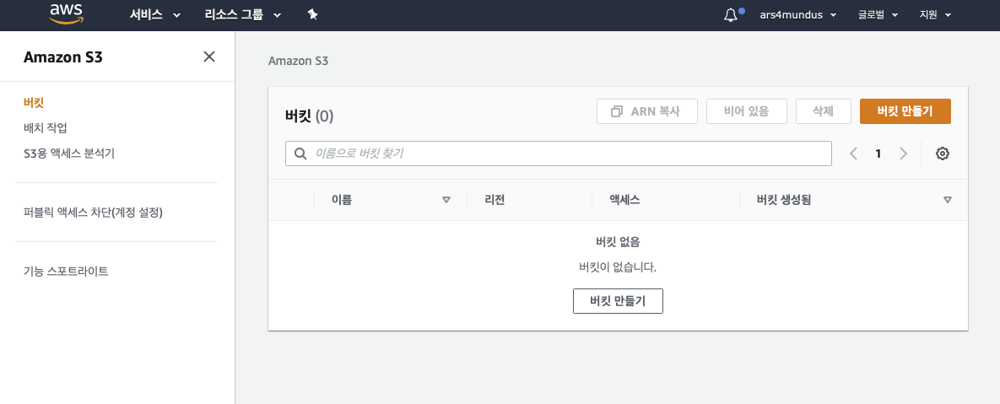 aws 서비스 리소스 그룹 ars4mundus 글로벌 지원
Amazon S3
버킷
배치 작업
S3용 액세스 분석기
퍼블릭 액세스 차단(계정 설정)
기능 스포트라이트
Amazon S3
버킷 (0) ARN 복사 비어 있음 삭제 버킷 만들기
이름으로 버킷 찾기 1
이름 리전 액세스 버킷 생성됨
버킷 없음
버킷이 없습니다.
버킷 만들기